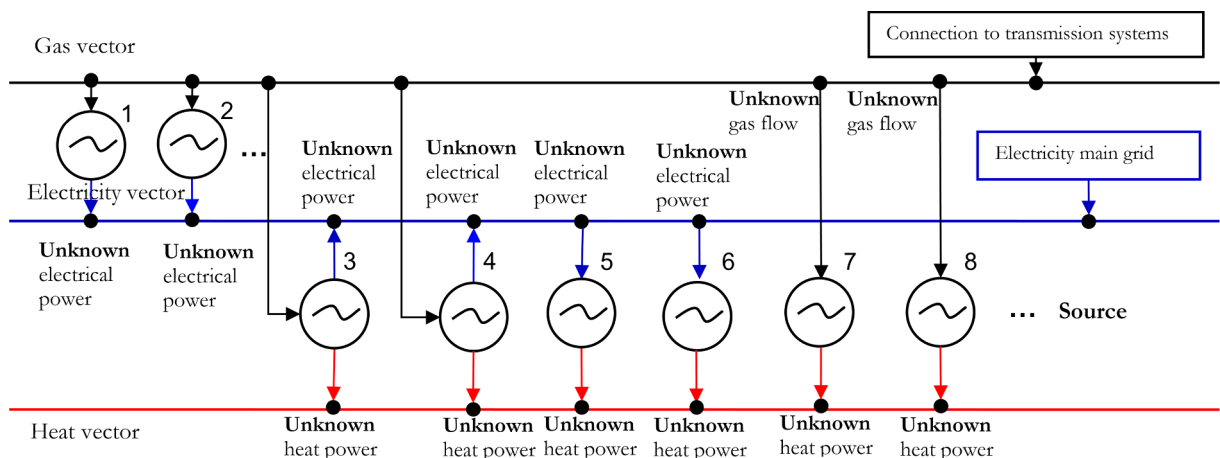 Gas vector
Connection to transmission systems
1
2
...
Unknown
gas flow
Unknown
gas flow
Unknown
electrical
power
Unknown
electrical
power
Unknown
electrical
power
Unknown
electrical
power
Electricity main grid
Electricity vector
Unknown
electrical
power
Unknown
electrical
power
3
4
5
6
7
8
... Source
Heat vector
Unknown
heat power
Unknown
heat power
Unknown
heat power
Unknown
heat power
Unknown
heat power
Unknown
heat power